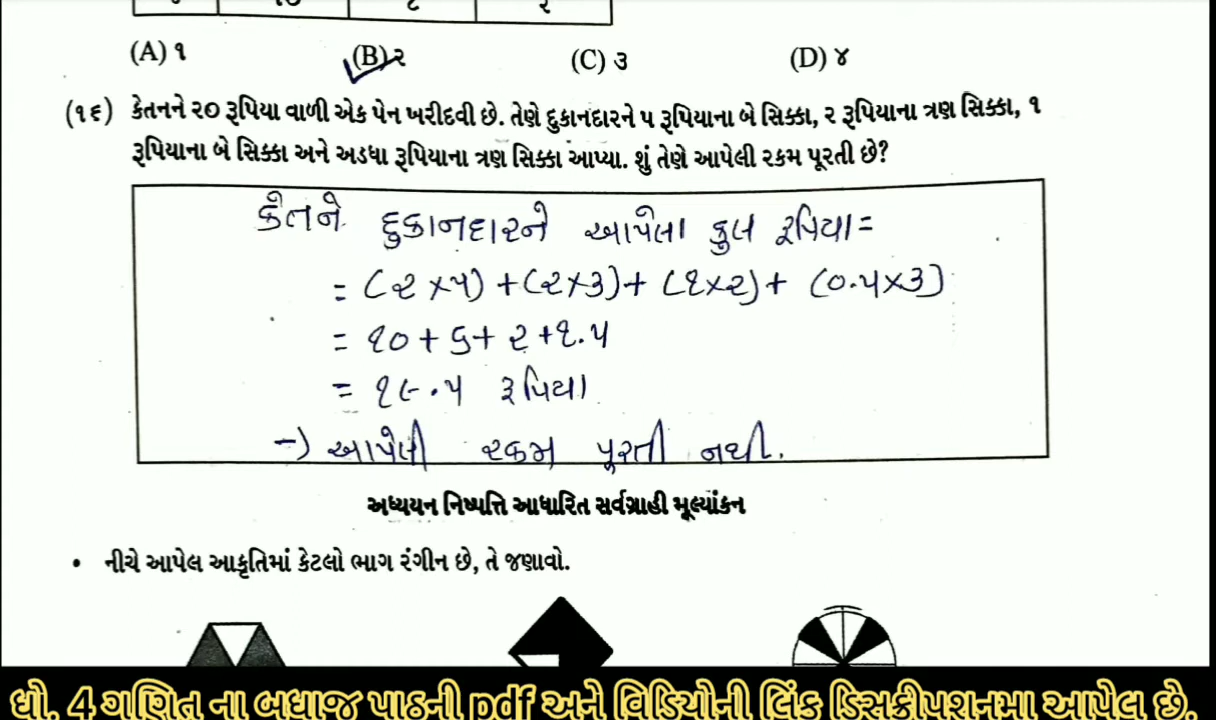 (A) ૧ (B) ૨ (C) ૩ (D) ૪
(૧૬) કેતનને ૨૦ રૂપિયા વાળી એક પેન ખરીદવી છે. તેણે દુકાનદારને ૫ રૂપિયાના બે સિક્કા, ૨ રૂપિયાના ત્રણ સિક્કા, ૧
રૂપિયાના બે સિક્કા અને અડધા રૂપિયાના ત્રણ સિક્કા આપ્યા. શું તેણે આપેલી રકમ પૂરતી છે?
કેતને દુકાનદારને આપેલા કુલ રૂપિયા =
= (૨ × ૫) + (૨ × ૩) + (૧ × ૨) + (૦.૫ × ૩)
= ૧૦ + ૬ + ૨ + ૧.૫
= ૧૯.૫ રૂપિયા
→ આપેલી રકમ પૂરતી નથી.
અધ્યયન નિષ્પત્તિ આધારિત સર્વગ્રાહી મૂલ્યાંકન
• નીચે આપેલ આકૃતિમાં કેટલો ભાગ રંગીન છે, તે જણાવો.
ધો. 4 ગણિત ના બધાજ પાઠની pdf અને વિડિયોની લિંક ડિસક્રીપશનમા આપેલ છે.